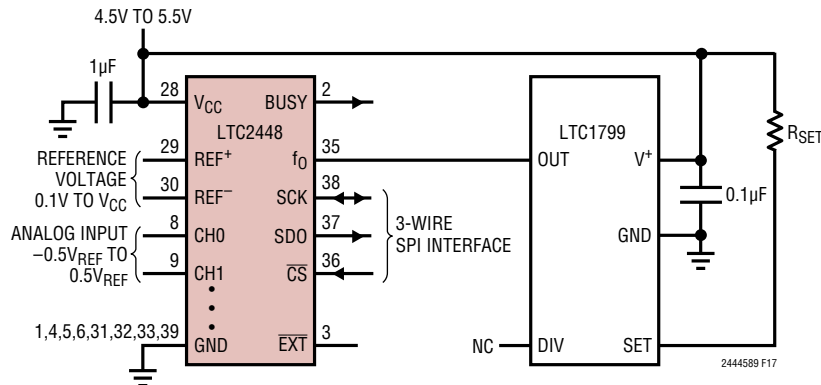 4.5V TO 5.5V
1µF
28
VCC
BUSY
2
LTC2448
LTC1799
RSET
29
REF+
fO
35
OUT
V+
REFERENCE
VOLTAGE
0.1V TO VCC
30
REF–
SCK
38
0.1µF
8
CH0
SDO
37
3-WIRE
SPI INTERFACE
GND
ANALOG INPUT
–0.5VREF TO
0.5VREF
9
CH1
CS
36
•
•
•
1,4,5,6,31,32,33,39
GND
EXT
3
NC
DIV
SET
2444589 F17